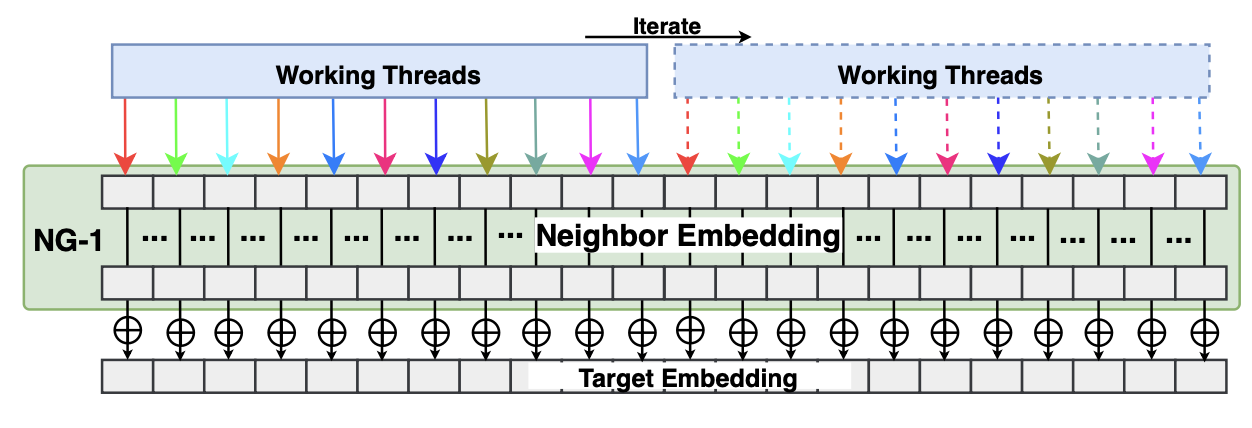 Iterate
Working Threads
Working Threads
NG-1
... ... ... ... ... ... ... ... Neighbor Embedding ... ... ... ... ... ... ...
Target Embedding